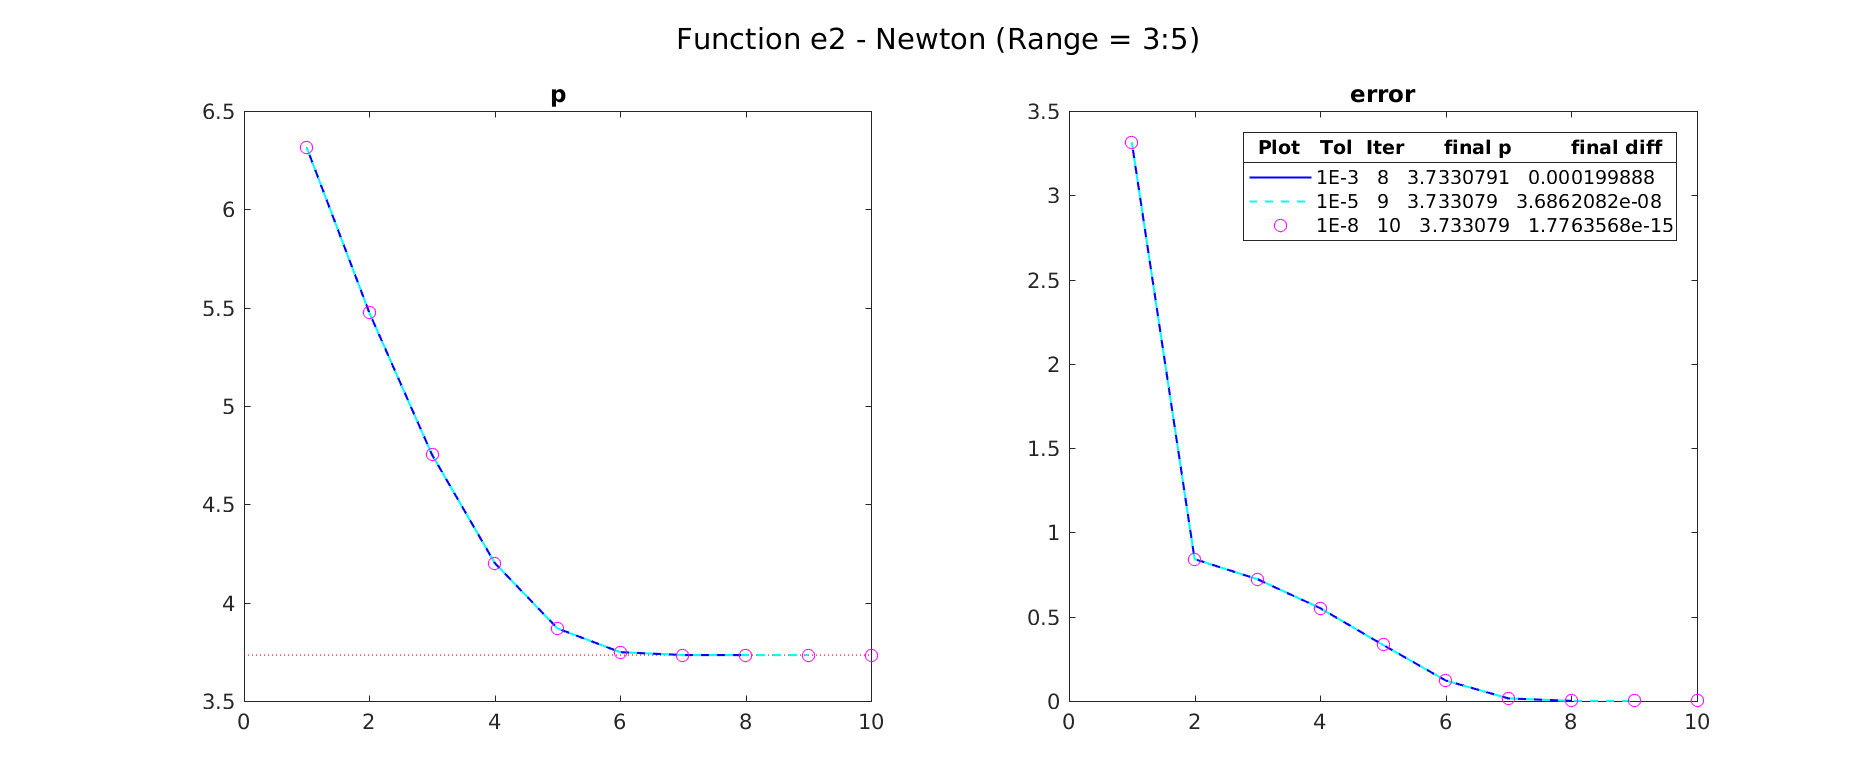 Function e2 - Newton (Range = 3:5)
p
6.5
6
5.5
5
4.5
4
3.5
0 2 4 6 8 10
error
3.5
3
2.5
2
1.5
1
0.5
0
0 2 4 6 8 10
Plot Tol Iter final p final diff
1E-3 8 3.7330791 0.000199888
1E-5 9 3.733079 3.6862082e-08
1E-8 10 3.733079 1.7763568e-15